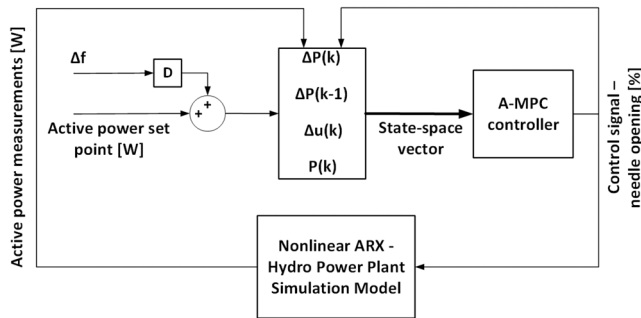 Active power measurements [W]
Δf
D
+
+
Active power set
point [W]
ΔP(k)
ΔP(k-1)
Δu(k)
P(k)
State-space
vector
A-MPC
controller
Control signal –
needle opening [%]
Nonlinear ARX -
Hydro Power Plant
Simulation Model